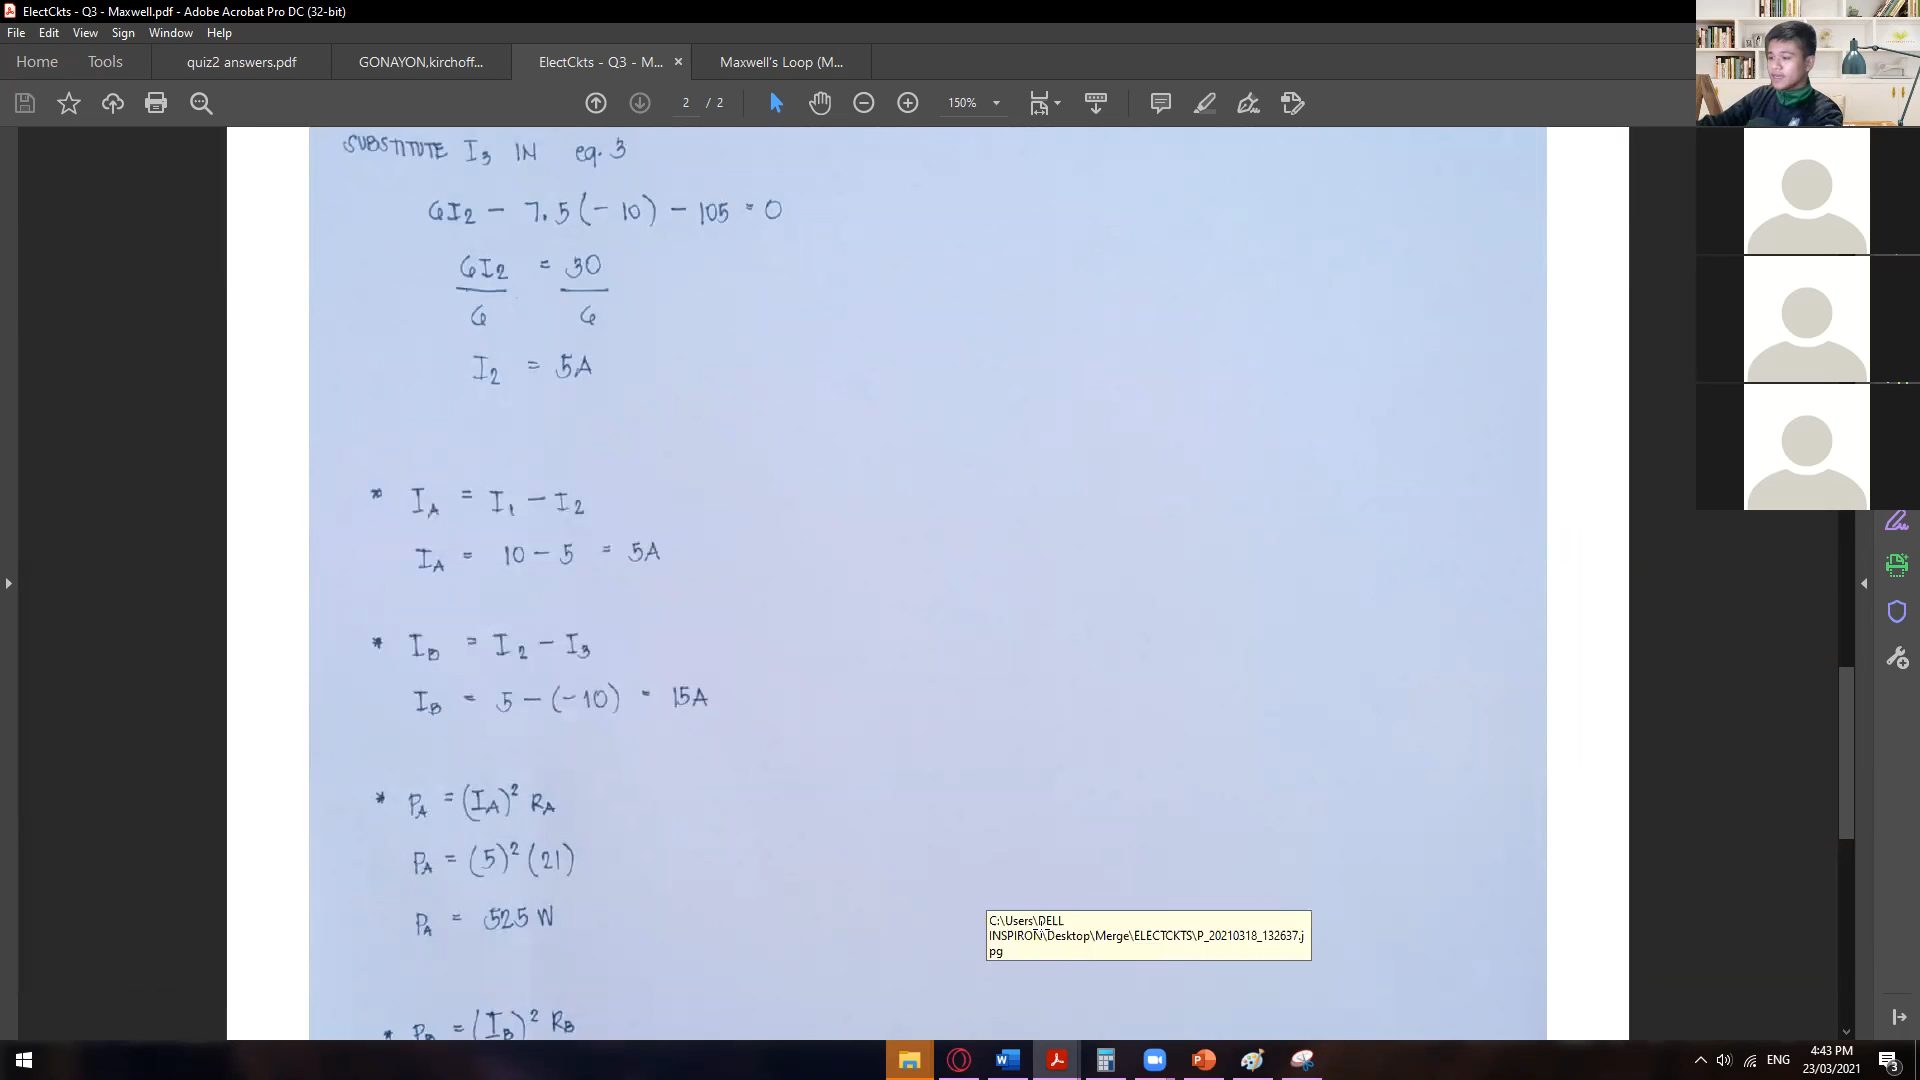 ElectCkts - Q3 - Maxwell.pdf - Adobe Acrobat Pro DC (32-bit)
File Edit View Sign Window Help
Home Tools quiz2 answers.pdf GONAYON,kirchoff... ElectCkts - Q3 - M... × Maxwell's Loop (M...
2 / 2 150%
SUBSTITUTE I3 IN eq. 3
6I2 - 7.5(-10) - 105 = 0
6I2 = 30
6 6
I2 = 5A
* IA = I1 - I2
IA = 10 - 5 = 5A
* IB = I2 - I3
IB = 5 - (-10) = 15A
* PA = (IA)² RA
PA = (5)² (21)
PA = 525 W
C:\Users\DELL
INSPIRON\Desktop\Merge\ELECTCKTS\P_20210318_132637.j
pg
* PB = (IB)² RB
ENG
4:43 PM
23/03/2021
3